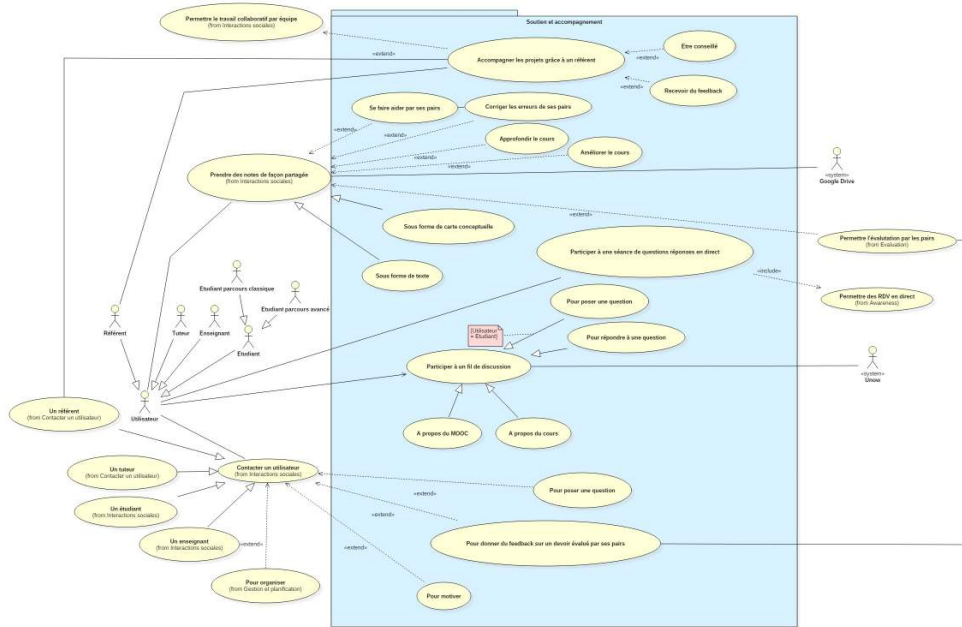 Permettre le travail collaboratif par équipe
(from Interactions sociales)
Soutien et accompagnement
«extend»
Accompagner les projets grâce à un référent
Être conseillé
«extend»
Recevoir du feedback
«extend»
Se faire aider par ses pairs
Corriger les erreurs de ses pairs
«extend»
«extend»
Approfondir le cours
«extend»
Améliorer le cours
«extend»
Prendre des notes de façon partagée
(from Interactions sociales)
«system»
Google Drive
«extend»
Sous forme de carte conceptuelle
Permettre l'évalutation par les pairs
(from Evaluation)
Participer à une séance de questions réponses en direct
Sous forme de texte
«include»
Permettre des RDV en direct
(from Awareness)
Étudiant parcours classique
Étudiant parcours avancé
Pour poser une question
Référent
Tuteur
Enseignant
Étudiant
{Utilisateur
= Étudiant}
Pour répondre à une question
Participer à un fil de discussion
«system»
Unow
Un référent
(from Contacter un utilisateur)
Utilisateur
A propos du MOOC
A propos du cours
Un tuteur
(from Contacter un utilisateur)
Contacter un utilisateur
(from Interactions sociales)
Pour poser une question
«extend»
Un étudiant
(from Interactions sociales)
«extend»
Un enseignant
(from Interactions sociales)
«extend»
Pour donner du feedback sur un devoir évalué par ses pairs
«extend»
Pour organiser
(from Gestion et planification)
Pour motiver